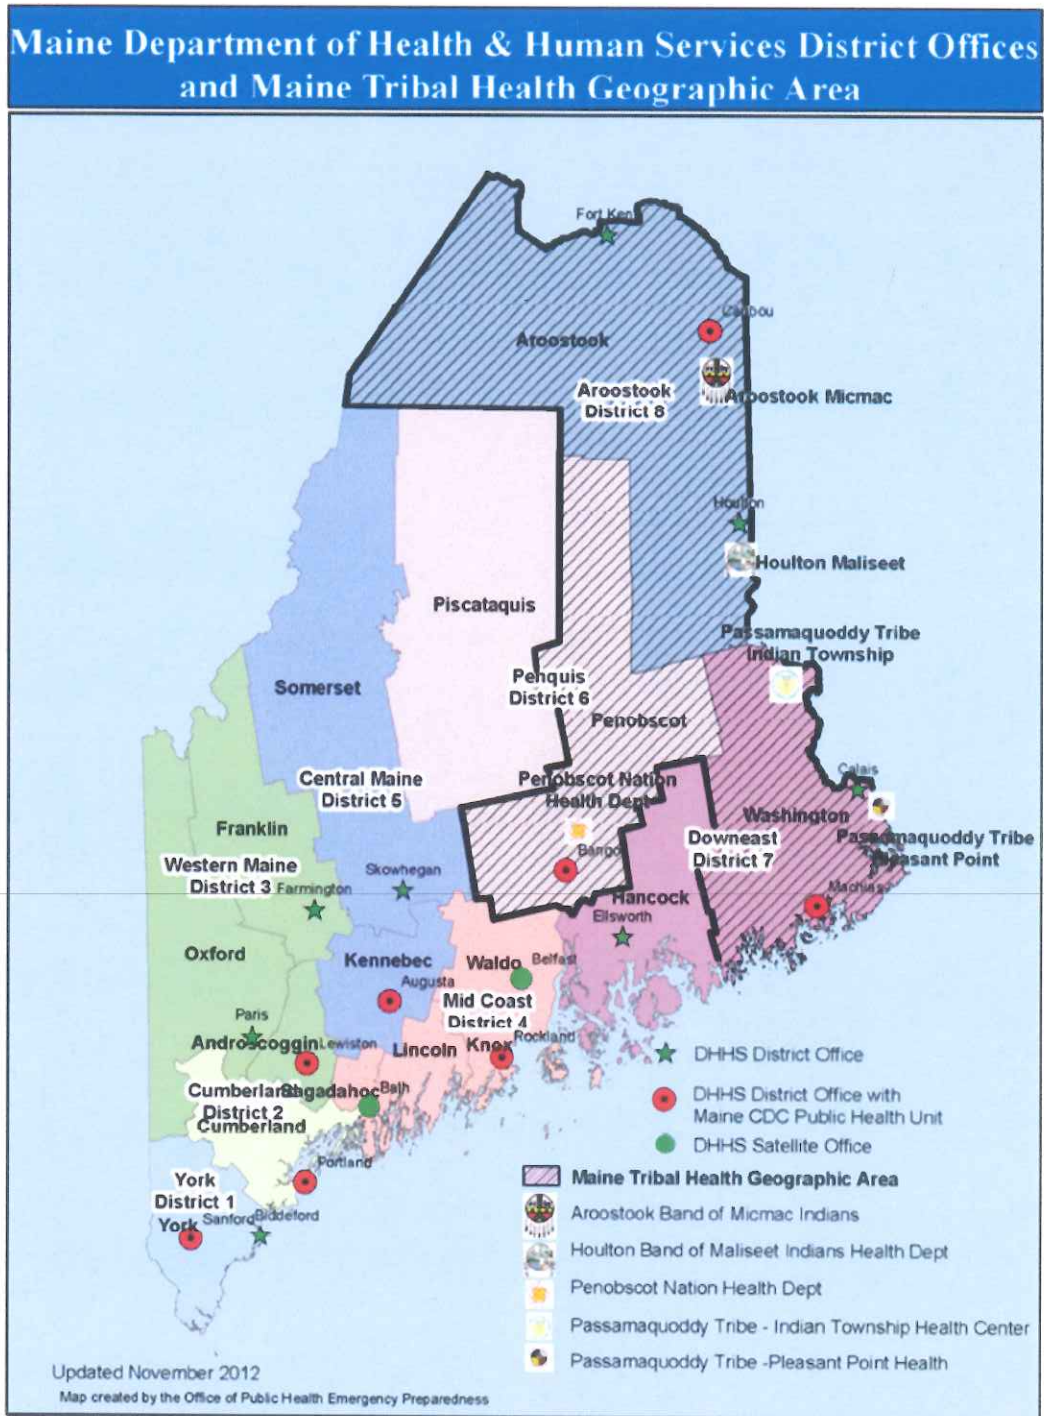 Maine Department of Health & Human Services District Offices
and Maine Tribal Health Geographic Area
Fort Kent
Caribou
Aroostook
Aroostook
District 8
Aroostook Micmac
Houlton
Houlton Maliseet
Piscataquis
Passamaquoddy Tribe
Indian Township
Somerset
Penquis
District 6
Penobscot
Central Maine
District 5
Penobscot Nation
Health Dept
Calais
Washington
Franklin
Downeast
District 7
Passamaquoddy Tribe
Pleasant Point
Western Maine
District 3
Farmington
Skowhegan
Bangor
Machias
Hancock
Ellsworth
Oxford
Kennebec
Waldo
Belfast
Augusta
Mid Coast
District 4
Paris
Androscoggin
Lewiston
Lincoln
Knox
Rockland
Cumberland
District 2
Sagadahoc
Bath
Cumberland
Portland
York
District 1
York
Sanford
Biddeford
DHHS District Office
DHHS District Office with
Maine CDC Public Health Unit
DHHS Satellite Office
Maine Tribal Health Geographic Area
Aroostook Band of Micmac Indians
Houlton Band of Maliseet Indians Health Dept
Penobscot Nation Health Dept
Passamaquoddy Tribe - Indian Township Health Center
Passamaquoddy Tribe -Pleasant Point Health
Updated November 2012
Map created by the Office of Public Health Emergency Preparedness